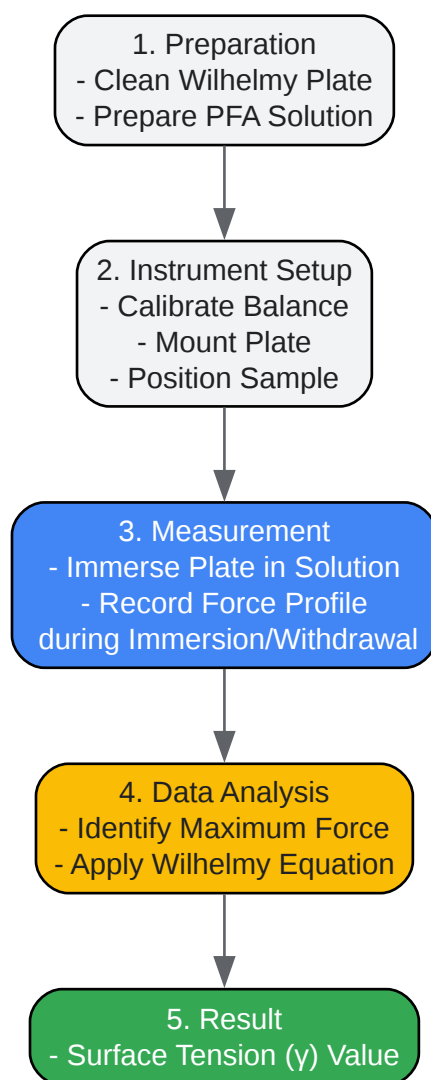 1. Preparation
- Clean Wilhelmy Plate
- Prepare PFA Solution
2. Instrument Setup
- Calibrate Balance
- Mount Plate
- Position Sample
3. Measurement
- Immerse Plate in Solution
- Record Force Profile
during Immersion/Withdrawal
4. Data Analysis
- Identify Maximum Force
- Apply Wilhelmy Equation
5. Result
- Surface Tension (γ) Value